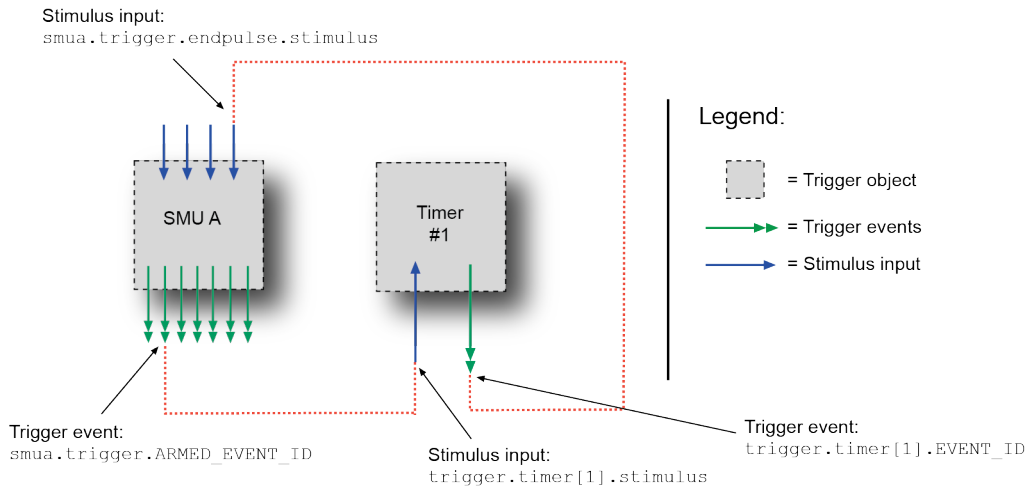 Stimulus input:
smua.trigger.endpulse.stimulus
Legend:
= Trigger object
SMU A
Timer
#1
= Trigger events
= Stimulus input
Trigger event:
smua.trigger.ARMED_EVENT_ID
Stimulus input:
trigger.timer[1].stimulus
Trigger event:
trigger.timer[1].EVENT_ID